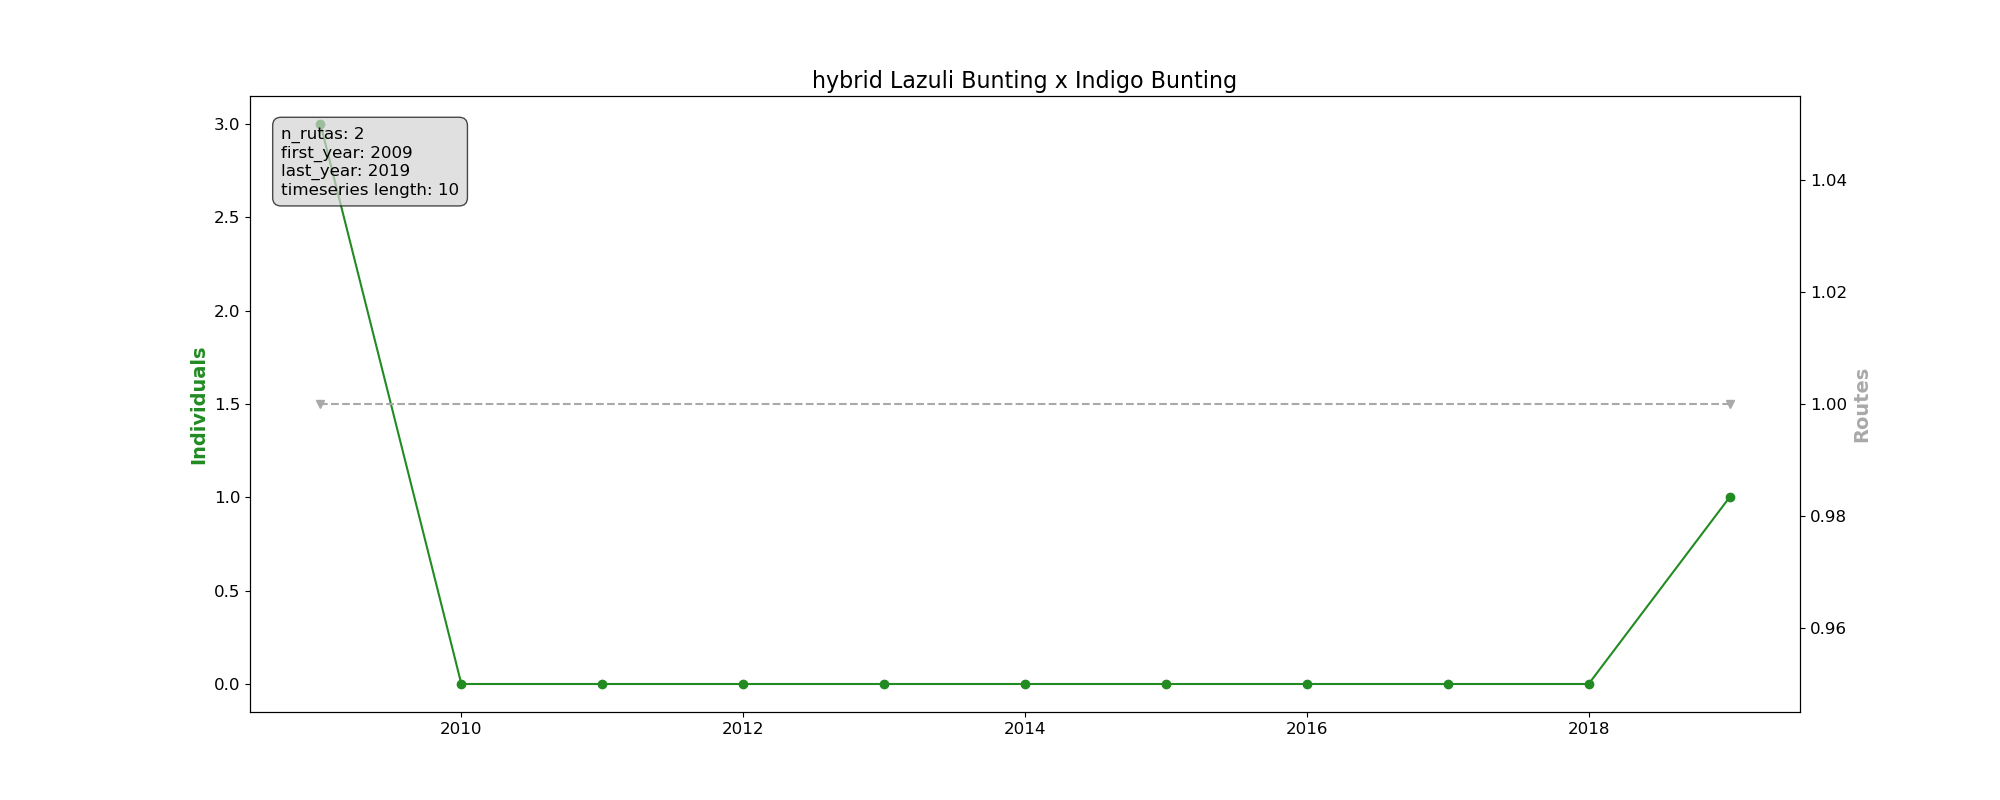 hybrid Lazuli Bunting x Indigo Bunting
n_rutas: 2
first_year: 2009
last_year: 2019
timeseries length: 10
3.0
2.5
2.0
1.5
1.0
0.5
0.0
Individuals
1.04
1.02
1.00
0.98
0.96
Routes
2010
2012
2014
2016
2018